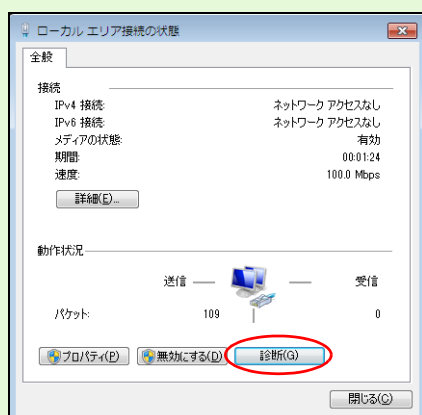 ローカル エリア接続の状態
全般
接続
IPv4 接続: ネットワーク アクセスなし
IPv6 接続: ネットワーク アクセスなし
メディアの状態: 有効
期間: 00:01:24
速度: 100.0 Mbps
詳細(E)...
動作状況
送信 — — 受信
パケット: 109 0
プロパティ(P) 無効にする(D) 診断(G)
閉じる(C)